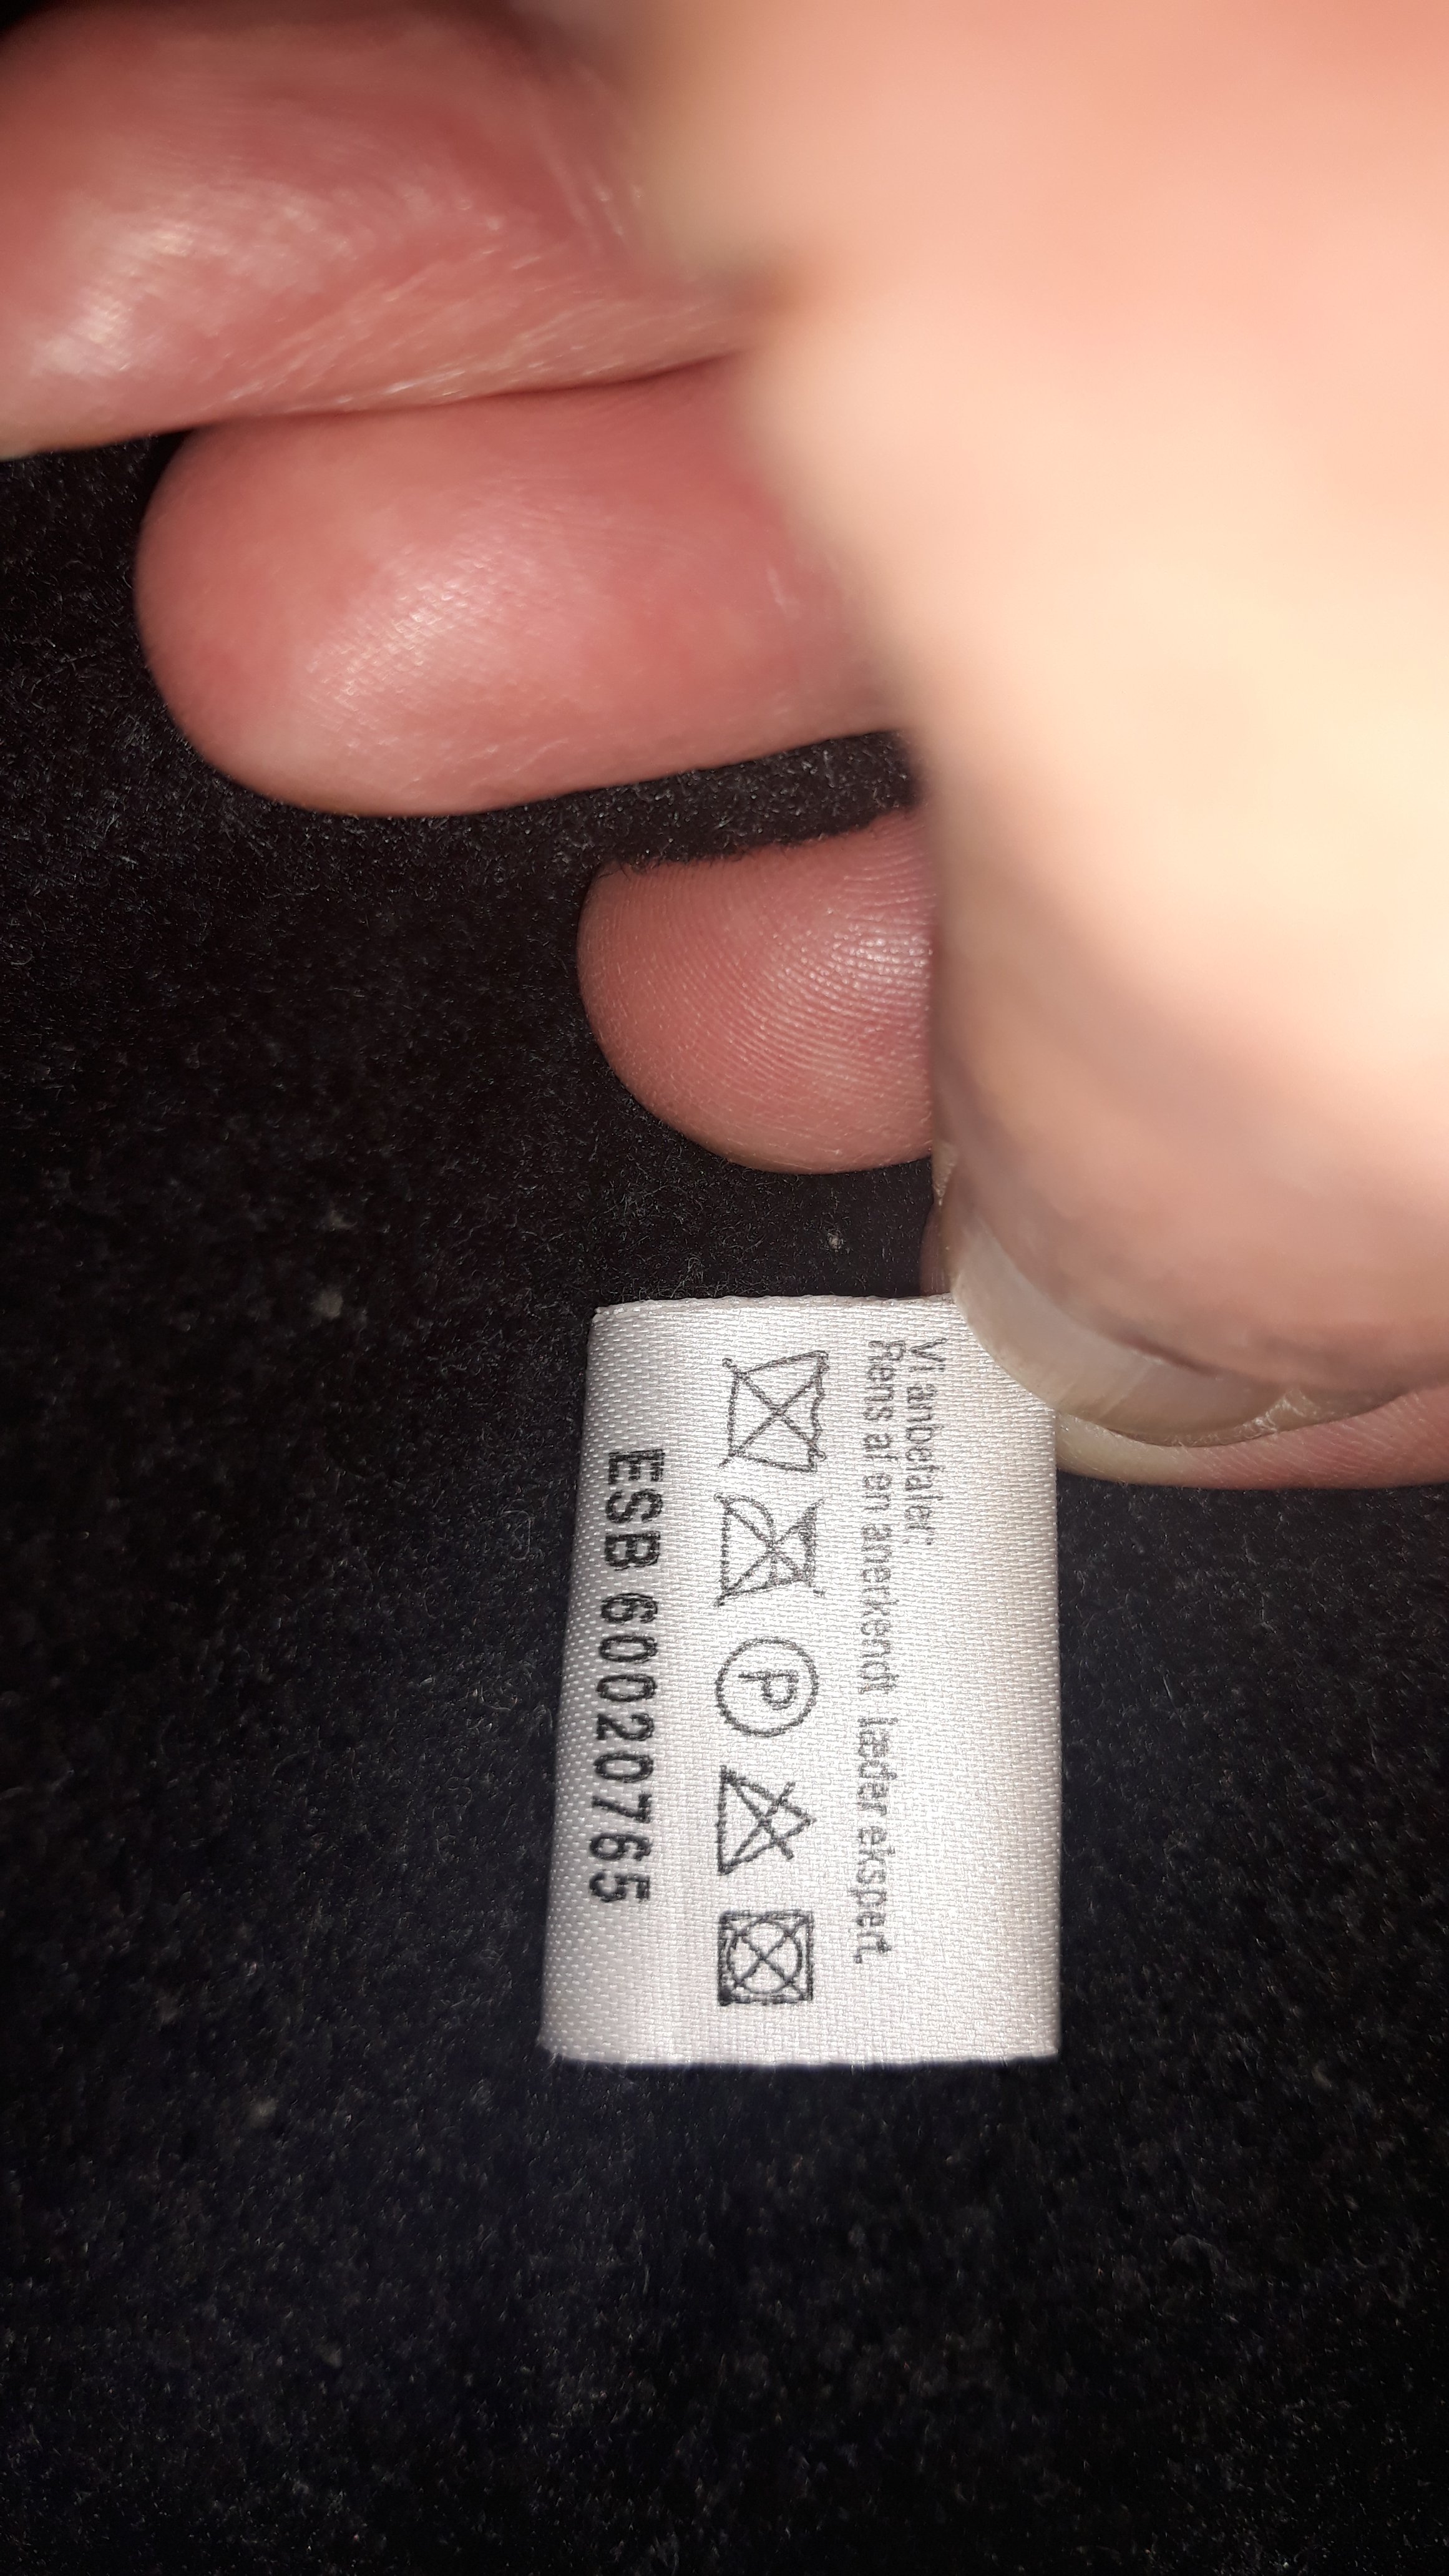 Vi anbefaler,
Rens af en anerkendt læder ekspert.
P
ESB 60020765